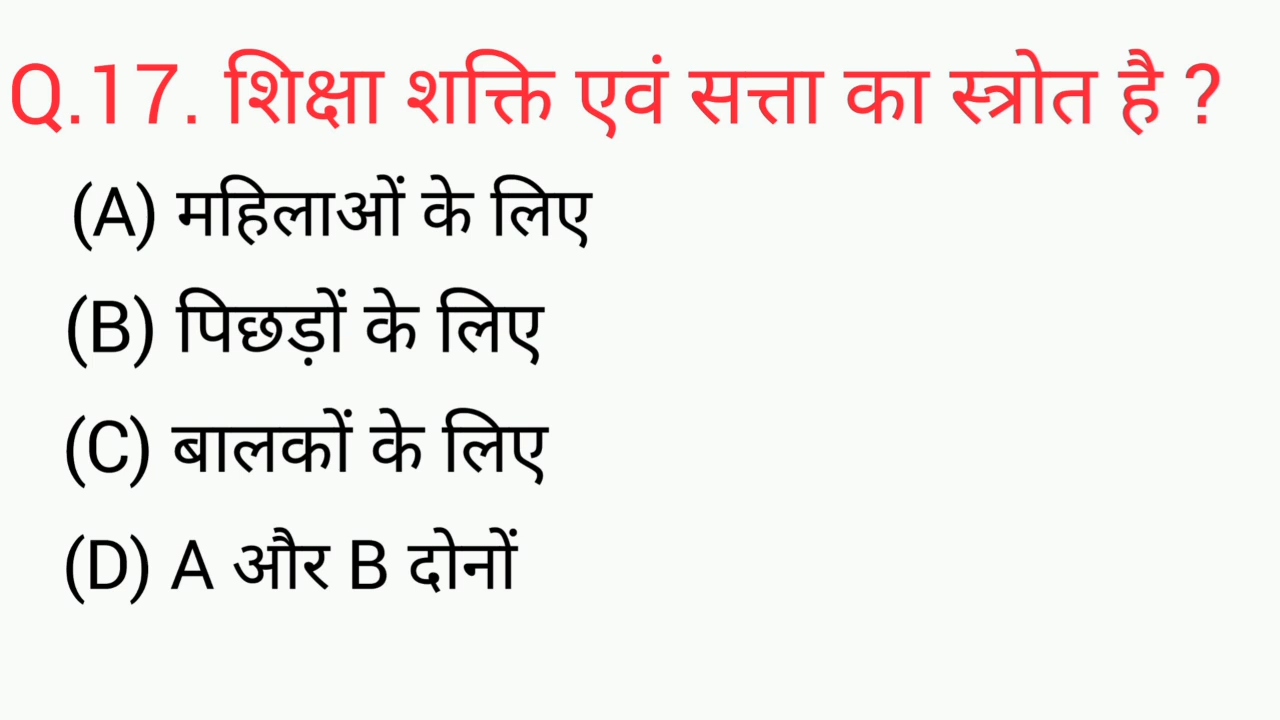 Q.17. शिक्षा शक्ति एवं सत्ता का स्त्रोत है ?
(A) महिलाओं के लिए
(B) पिछड़ों के लिए
(C) बालकों के लिए
(D) A और B दोनों